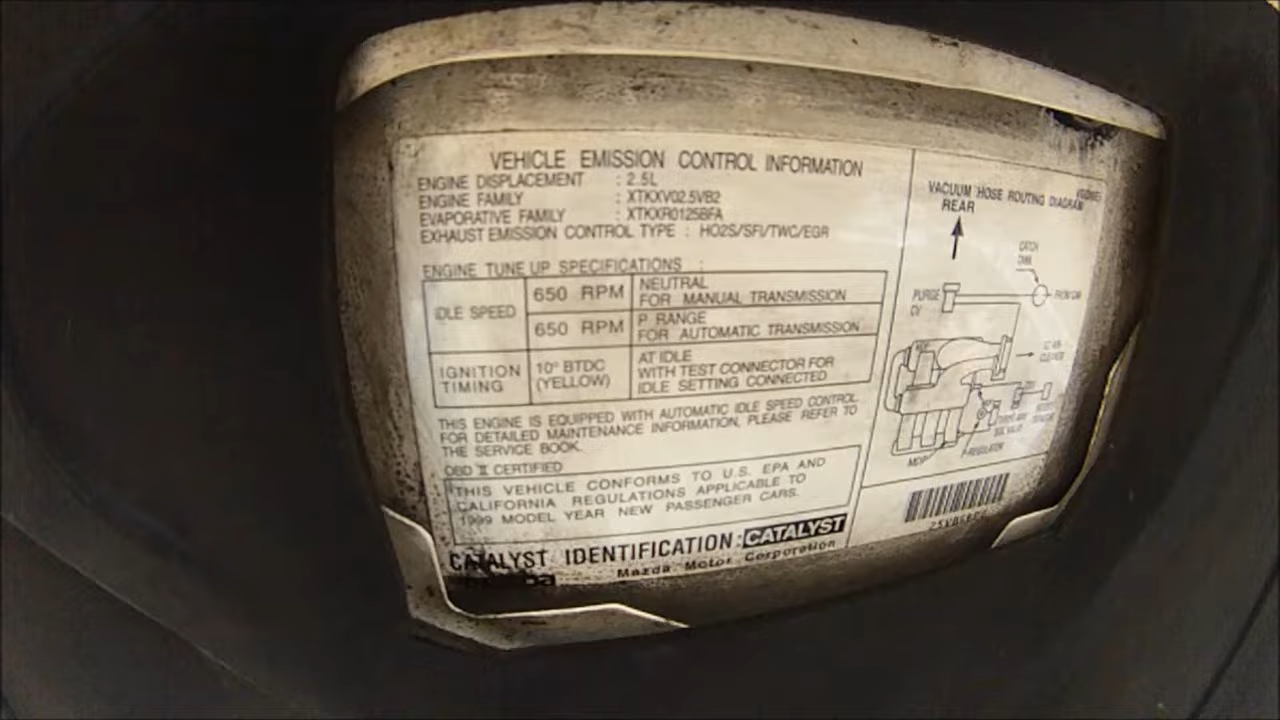 VEHICLE EMISSION CONTROL INFORMATION
ENGINE DISPLACEMENT : 2.5L
ENGINE FAMILY : XTKXV02.5VB2
EVAPORATIVE FAMILY : XTKXR0125BFA
EXHAUST EMISSION CONTROL TYPE : HO2S/SFI/TWC/EGR
ENGINE TUNE UP SPECIFICATIONS :
IDLE SPEED
650 RPM
NEUTRAL
FOR MANUAL TRANSMISSION
650 RPM
P RANGE
FOR AUTOMATIC TRANSMISSION
IGNITION
TIMING
10° BTDC
(YELLOW)
AT IDLE
WITH TEST CONNECTOR FOR
IDLE SETTING CONNECTED
THIS ENGINE IS EQUIPPED WITH AUTOMATIC IDLE SPEED CONTROL.
FOR DETAILED MAINTENANCE INFORMATION, PLEASE REFER TO
THE SERVICE BOOK.
OBD II CERTIFIED
THIS VEHICLE CONFORMS TO U.S. EPA AND
CALIFORNIA REGULATIONS APPLICABLE TO
1999 MODEL YEAR NEW PASSENGER CARS.
CATALYST IDENTIFICATION : CATALYST
Mazda Motor Corporation
VACUUM HOSE ROUTING DIAGRAM
REAR
CATCH
PURGE
CV
P-REGULATOR